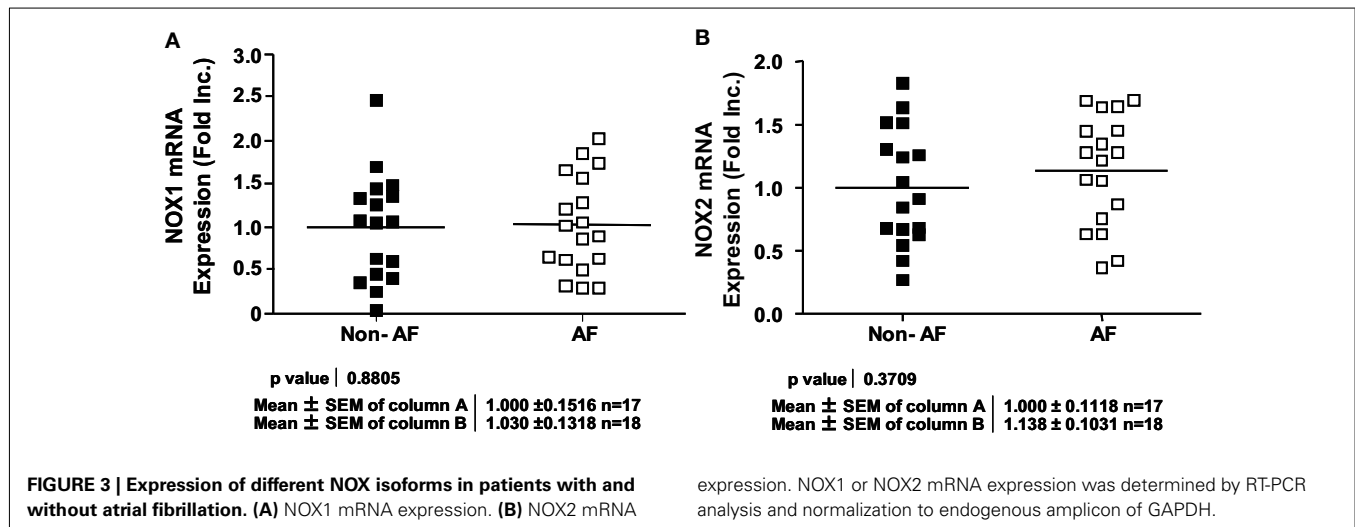 A
NOX1 mRNA
Expression (Fold Inc.)
3.0
2.5
2.0
1.5
1.0
0.5
0
Non- AF
AF
p value | 0.8805
Mean ± SEM of column A | 1.000 ±0.1516 n=17
Mean ± SEM of column B | 1.030 ±0.1318 n=18
B
NOX2 mRNA
Expression (Fold Inc.)
2.0
1.5
1.0
0.5
0.0
Non- AF
AF
p value | 0.3709
Mean ± SEM of column A | 1.000 ± 0.1118 n=17
Mean ± SEM of column B | 1.138 ± 0.1031 n=18
FIGURE 3 | Expression of different NOX isoforms in patients with and
without atrial fibrillation. (A) NOX1 mRNA expression. (B) NOX2 mRNA
expression. NOX1 or NOX2 mRNA expression was determined by RT-PCR
analysis and normalization to endogenous amplicon of GAPDH.